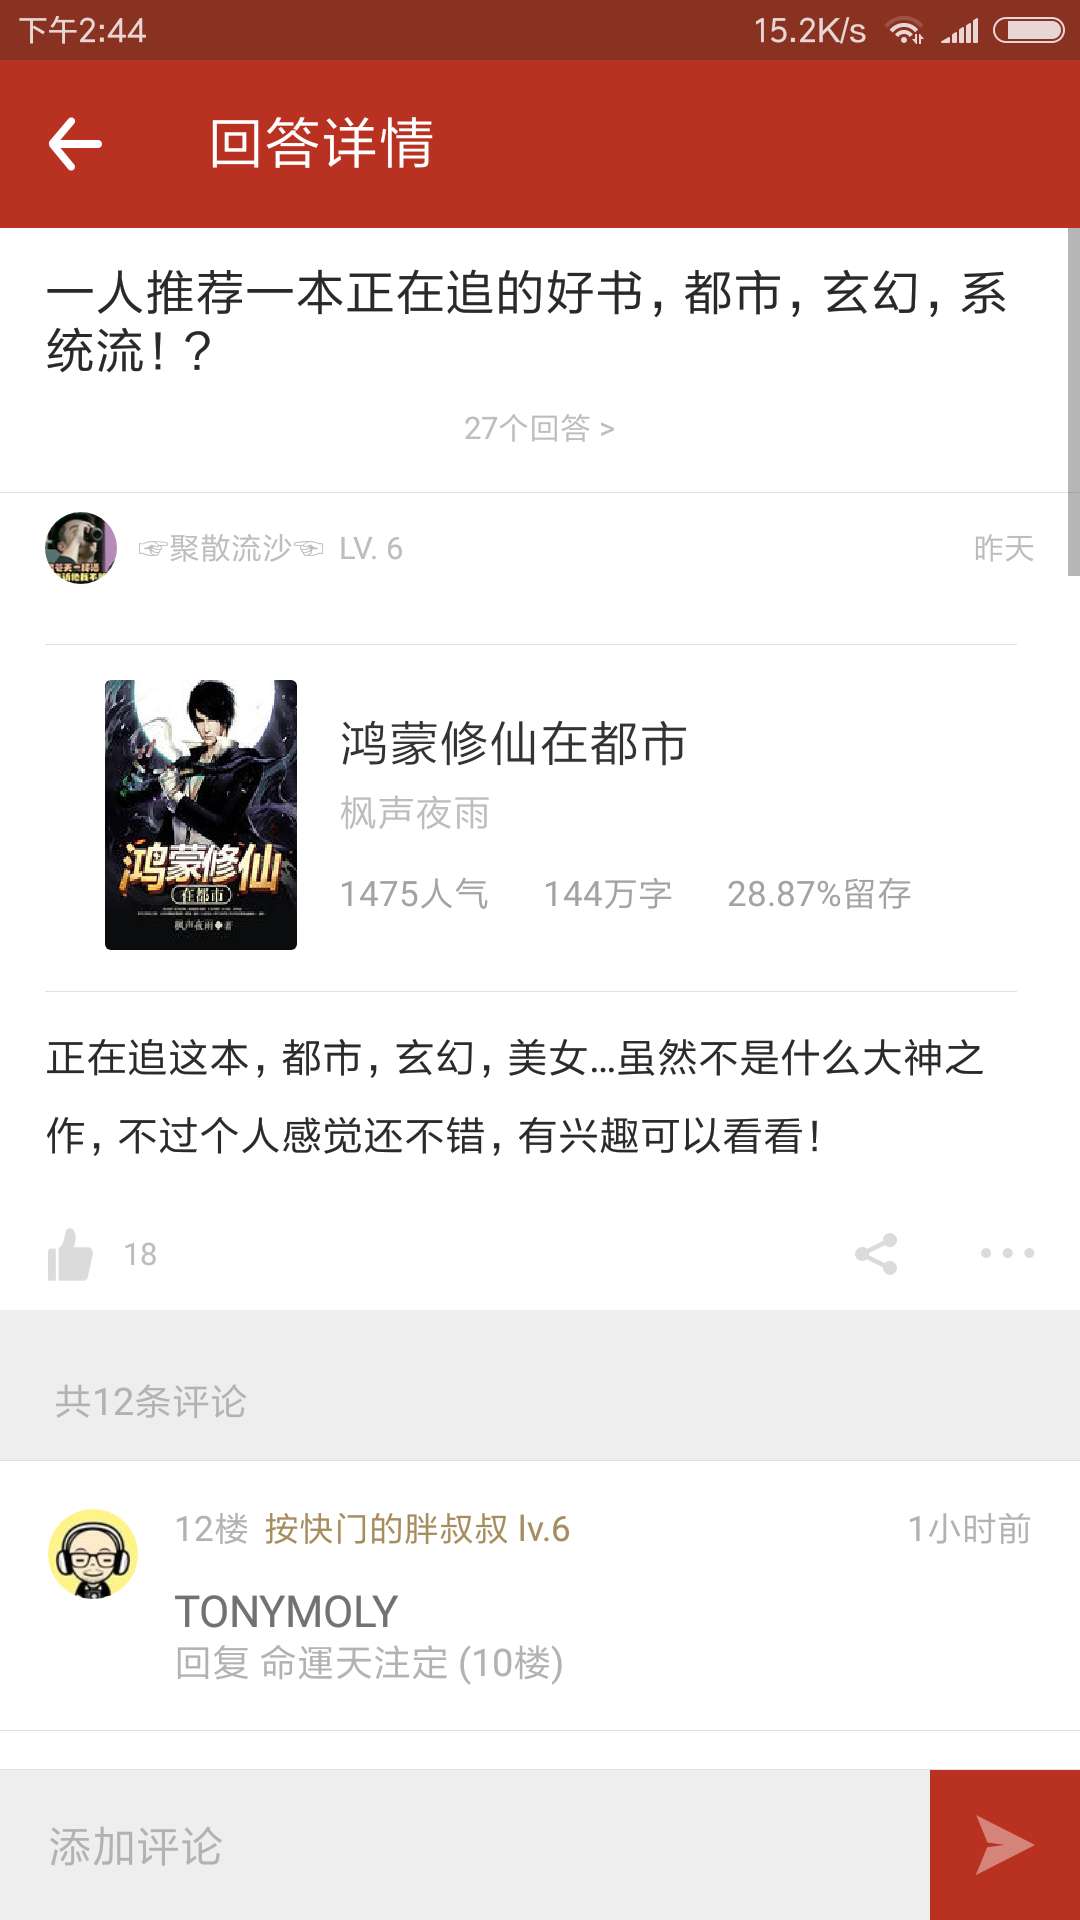 下午2:44
15.2K/s
回答详情
一人推荐一本正在追的好书，都市，玄幻，系
统流！？
27个回答 >
☞聚散流沙☜ LV. 6
昨天
鸿蒙修仙在都市
枫声夜雨
1475人气 144万字 28.87%留存
鸿蒙修仙
在都市
枫声夜雨 著
正在追这本，都市，玄幻，美女...虽然不是什么大神之
作，不过个人感觉还不错，有兴趣可以看看！
18
共12条评论
12楼 按快门的胖叔叔 lv.6
1小时前
TONYMOLY
回复 命運天注定 (10楼)
添加评论